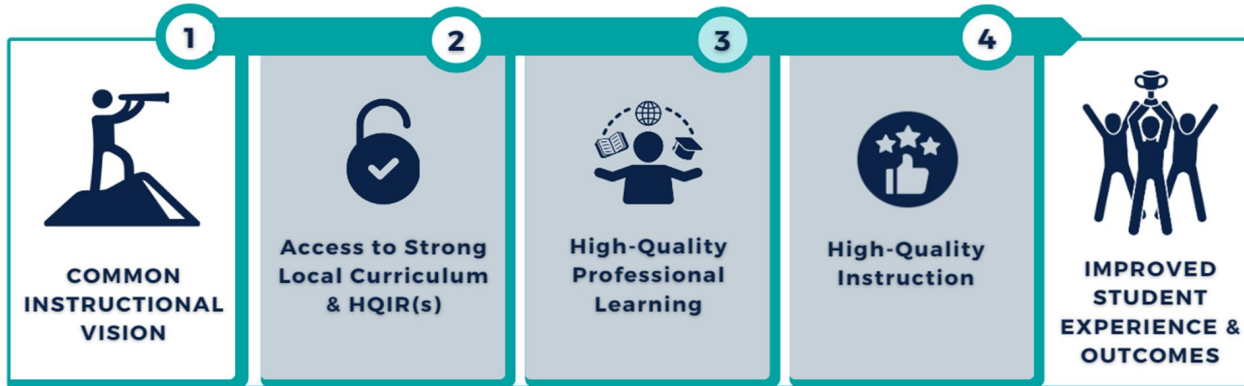 1
2
3
4
COMMON
INSTRUCTIONAL
VISION
Access to Strong
Local Curriculum
& HQIR(s)
High-Quality
Professional
Learning
High-Quality
Instruction
IMPROVED
STUDENT
EXPERIENCE &
OUTCOMES